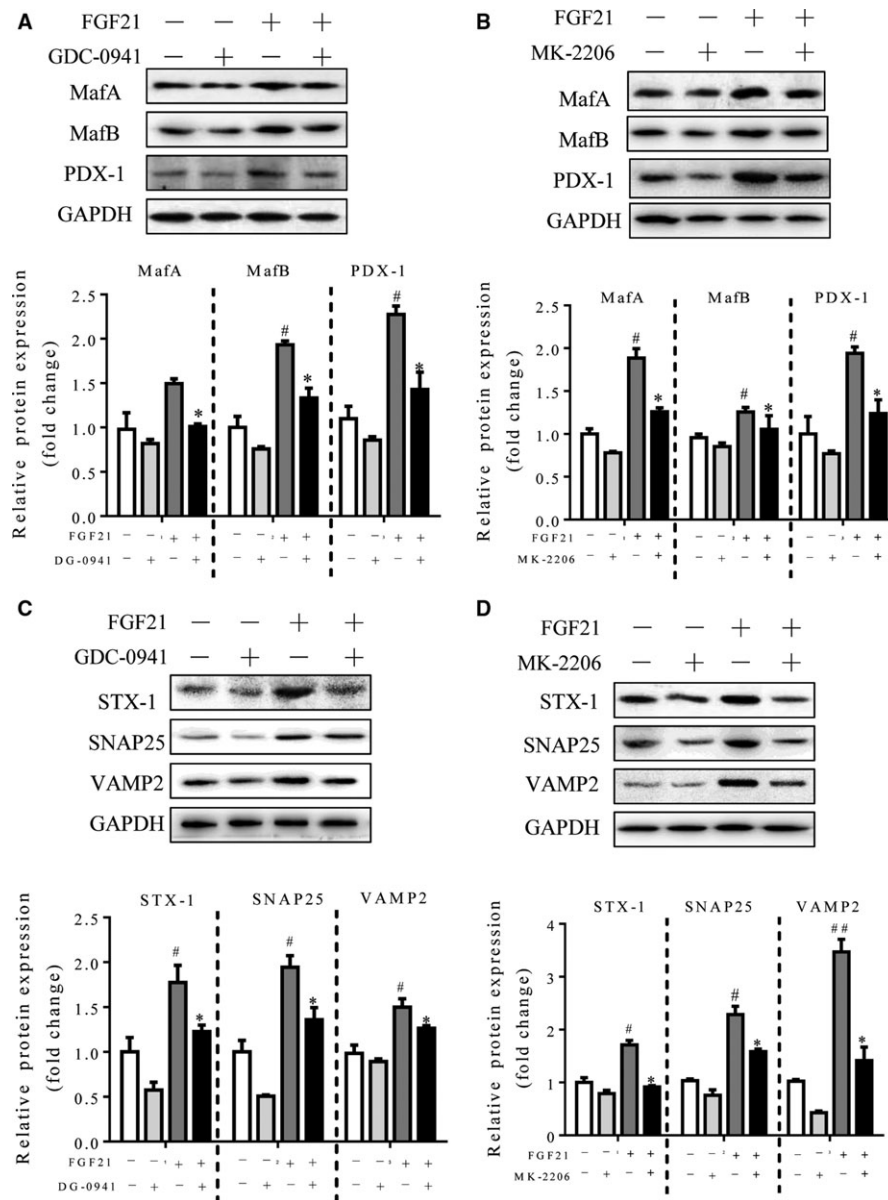 A
FGF21 − − + +
GDC-0941 − + − +
MafA
MafB
PDX-1
GAPDH
MafA MafB PDX-1
Relative protein expression
(fold change)
2.5
2.0
1.5
1.0
0.5
0.0
# # * * *
FGF21 − − + + − − + + − − + +
DG-0941 − + − + − + − + − + − +
B
FGF21 − − + +
MK-2206 − + − +
MafA
MafB
PDX-1
GAPDH
MafA MafB PDX-1
Relative protein expression
(fold change)
2.5
2.0
1.5
1.0
0.5
0.0
# * # * # *
FGF21 − − + + − − + + − − + +
MK-2206 − + − + − + − + − + − +
C
FGF21 − − + +
GDC-0941 − + − +
STX-1
SNAP25
VAMP2
GAPDH
STX-1 SNAP25 VAMP2
Relative protein expression
(fold change)
2.5
2.0
1.5
1.0
0.5
0.0
# * # * # *
FGF21 − − + + − − + + − − + +
DG-0941 − + − + − + − + − + − +
D
FGF21 − − + +
MK-2206 − + − +
STX-1
SNAP25
VAMP2
GAPDH
STX-1 SNAP25 VAMP2
Relative protein expression
(fold change)
4
3
2
1
0
# * # * ## *
FGF21 − − + + − − + + − − + +
MK-2206 − + − + − + − + − + − +